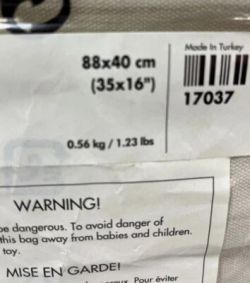 Made In Turkey
88x40 cm
(35x16")
17037
0.56 kg / 1.23 lbs
WARNING!
be dangerous. To avoid danger of
this bag away from babies and children.
toy.
MISE EN GARDE!
Pour éviter